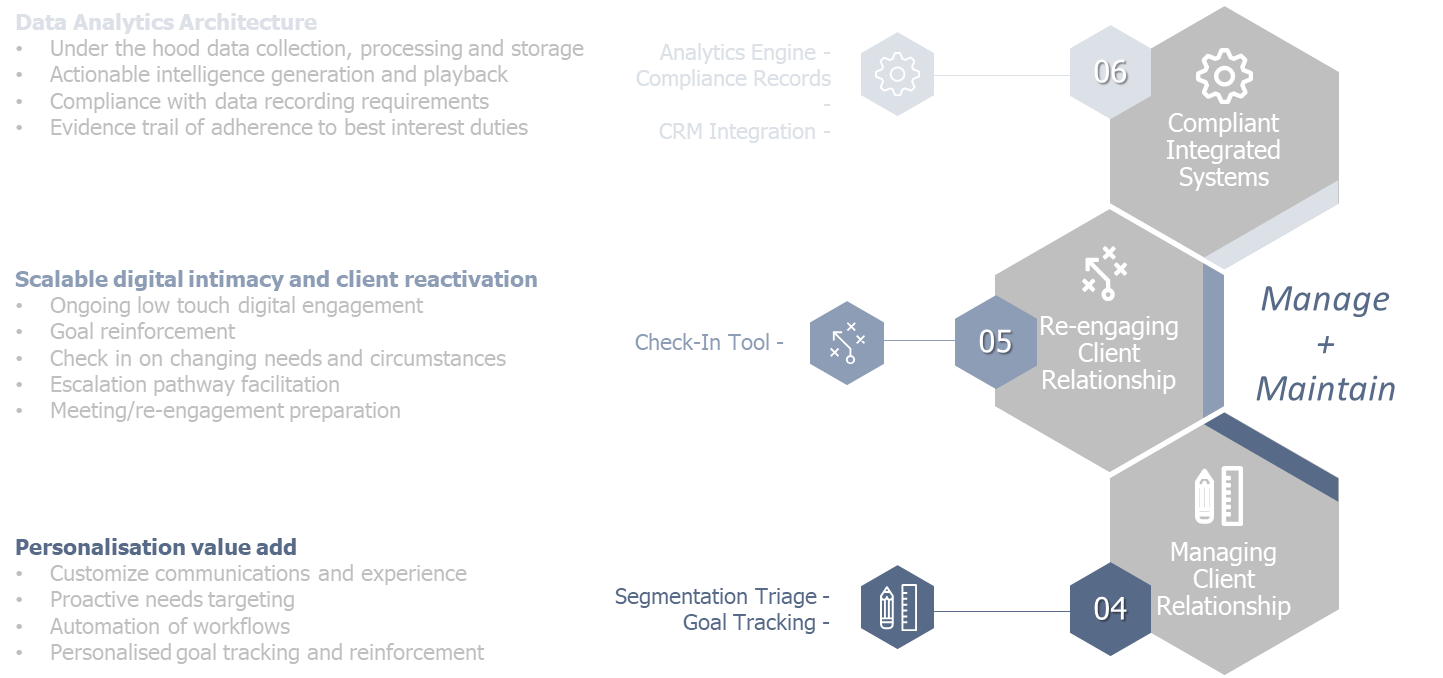 Data Analytics Architecture
• Under the hood data collection, processing and storage
• Actionable intelligence generation and playback
• Compliance with data recording requirements
• Evidence trail of adherence to best interest duties
Analytics Engine -
Compliance Records
-
CRM Integration -
06
Compliant
Integrated
Systems
Scalable digital intimacy and client reactivation
• Ongoing low touch digital engagement
• Goal reinforcement
• Check in on changing needs and circumstances
• Escalation pathway facilitation
• Meeting/re-engagement preparation
Check-In Tool -
05
Re-engaging
Client
Relationship
Manage
+
Maintain
Personalisation value add
• Customize communications and experience
• Proactive needs targeting
• Automation of workflows
• Personalised goal tracking and reinforcement
Segmentation Triage -
Goal Tracking -
04
Managing
Client
Relationship